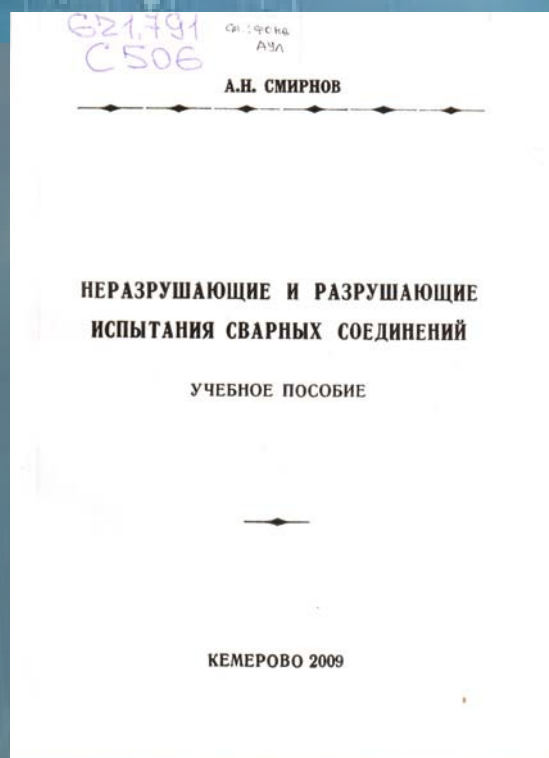 621,791
С506
А.Н. СМИРНОВ
НЕРАЗРУШАЮЩИЕ И РАЗРУШАЮЩИЕ
ИСПЫТАНИЯ СВАРНЫХ СОЕДИНЕНИЙ
УЧЕБНОЕ ПОСОБИЕ
КЕМЕРОВО 2009